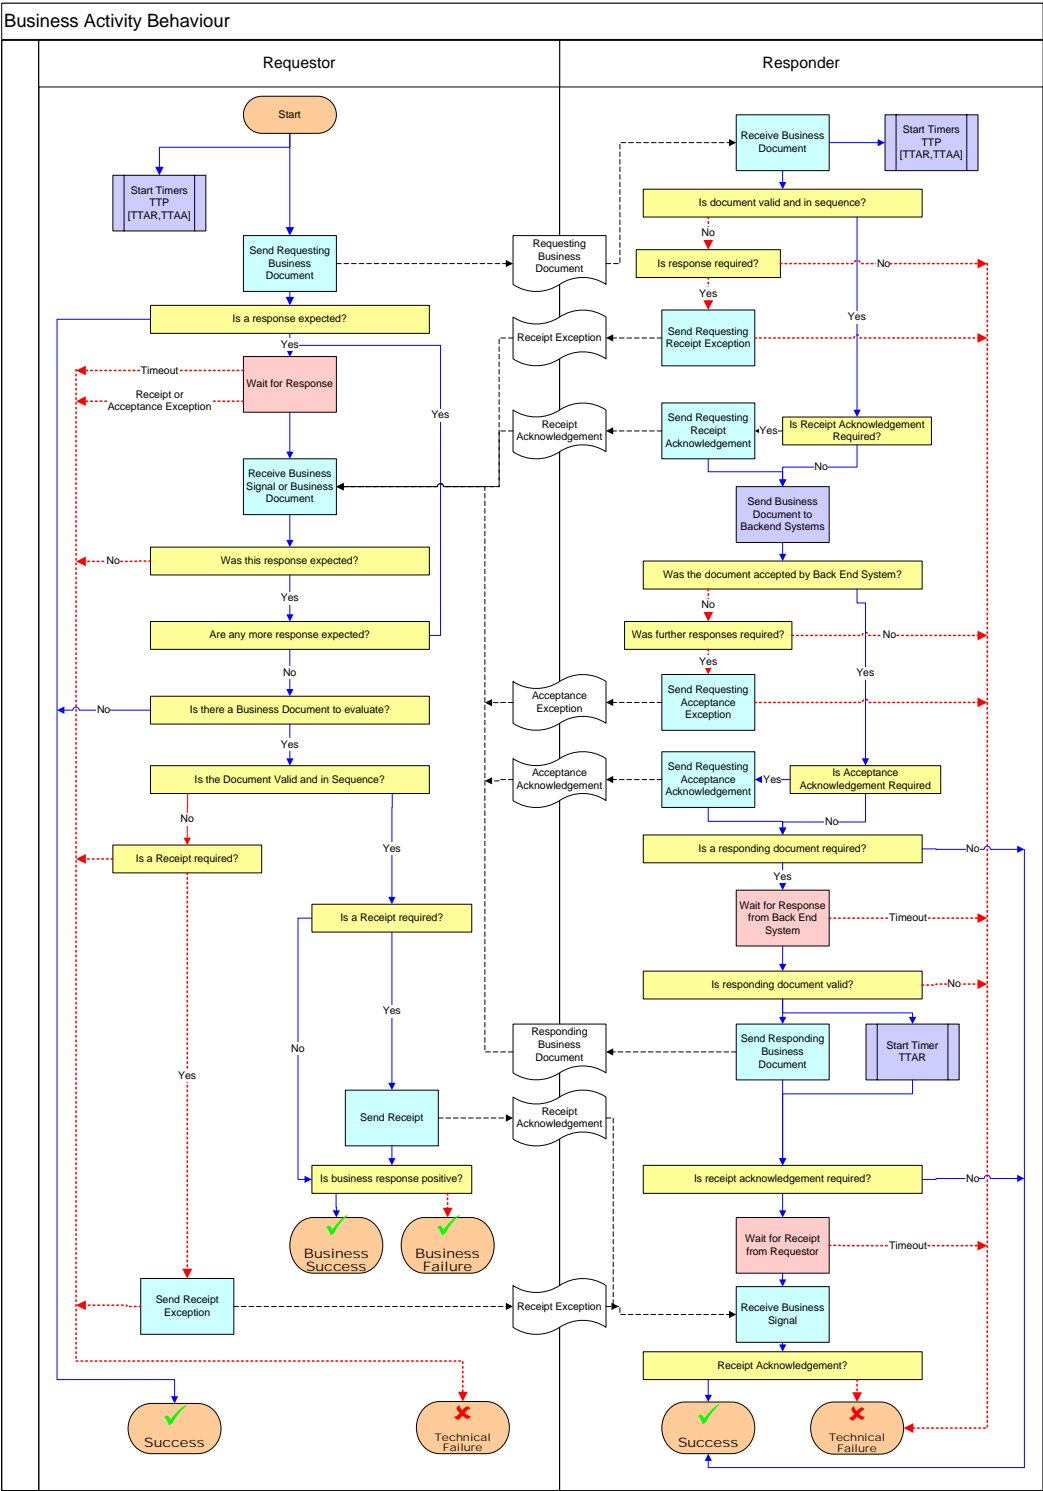 Business Activity Behaviour
Requestor
Responder
Start
Start Timers
TTP
[TTAR,TTAA]
Send Requesting
Business
Document
Is a response expected?
Yes
Wait for Response
Timeout
Receipt or
Acceptance Exception
Yes
Receive Business
Signal or Business
Document
Was this response expected?
No
Yes
Are any more response expected?
No
Is there a Business Document to evaluate?
No
Yes
Is the Document Valid and in Sequence?
No
Yes
Is a Receipt required?
Is a Receipt required?
Yes
No
Yes
Send Receipt
Is business response positive?
Business
Success
Business
Failure
Send Receipt
Exception
Success
Technical
Failure
Requesting
Business
Document
Receipt Exception
Receipt
Acknowledgement
Acceptance
Exception
Acceptance
Acknowledgement
Responding
Business
Document
Receipt
Acknowledgement
Receipt Exception
Receive Business
Document
Start Timers
TTP
[TTAR,TTAA]
Is document valid and in sequence?
No
Is response required?
No
Yes
Yes
Send Requesting
Receipt Exception
Send Requesting
Receipt
Acknowledgement
Yes
Is Receipt Acknowledgement
Required?
No
Send Business
Document to
Backend Systems
Was the document accepted by Back End System?
No
Was further responses required?
No
Yes
Yes
Send Requesting
Acceptance
Exception
Send Requesting
Acceptance
Acknowledgement
Yes
Is Acceptance
Acknowledgement Required
No
Is a responding document required?
No
Yes
Wait for Response
from Back End
System
Timeout
Is responding document valid?
No
Send Responding
Business
Document
Start Timer
TTAR
Is receipt acknowledgement required?
No
Wait for Receipt
from Requestor
Timeout
Receive Business
Signal
Receipt Acknowledgement?
Success
Technical
Failure